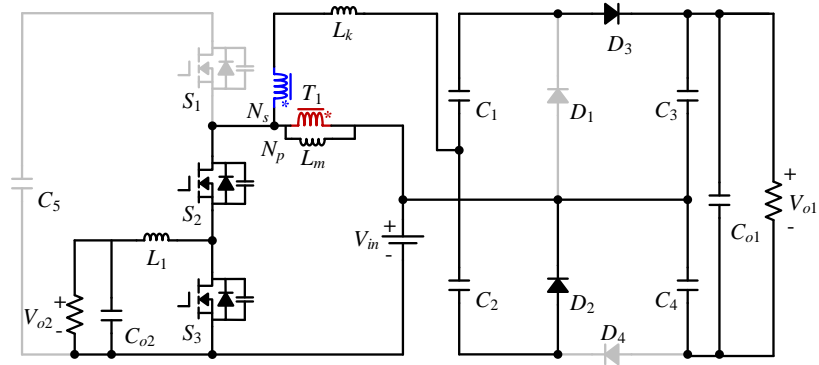 L_k
D_3
S_1
*
T_1
*
N_s
N_p
L_m
C_1
D_1
C_3
C_5
S_2
V_in
+
-
C_o1
+
V_o1
-
L_1
+
V_o2
-
C_o2
S_3
C_2
D_2
C_4
D_4